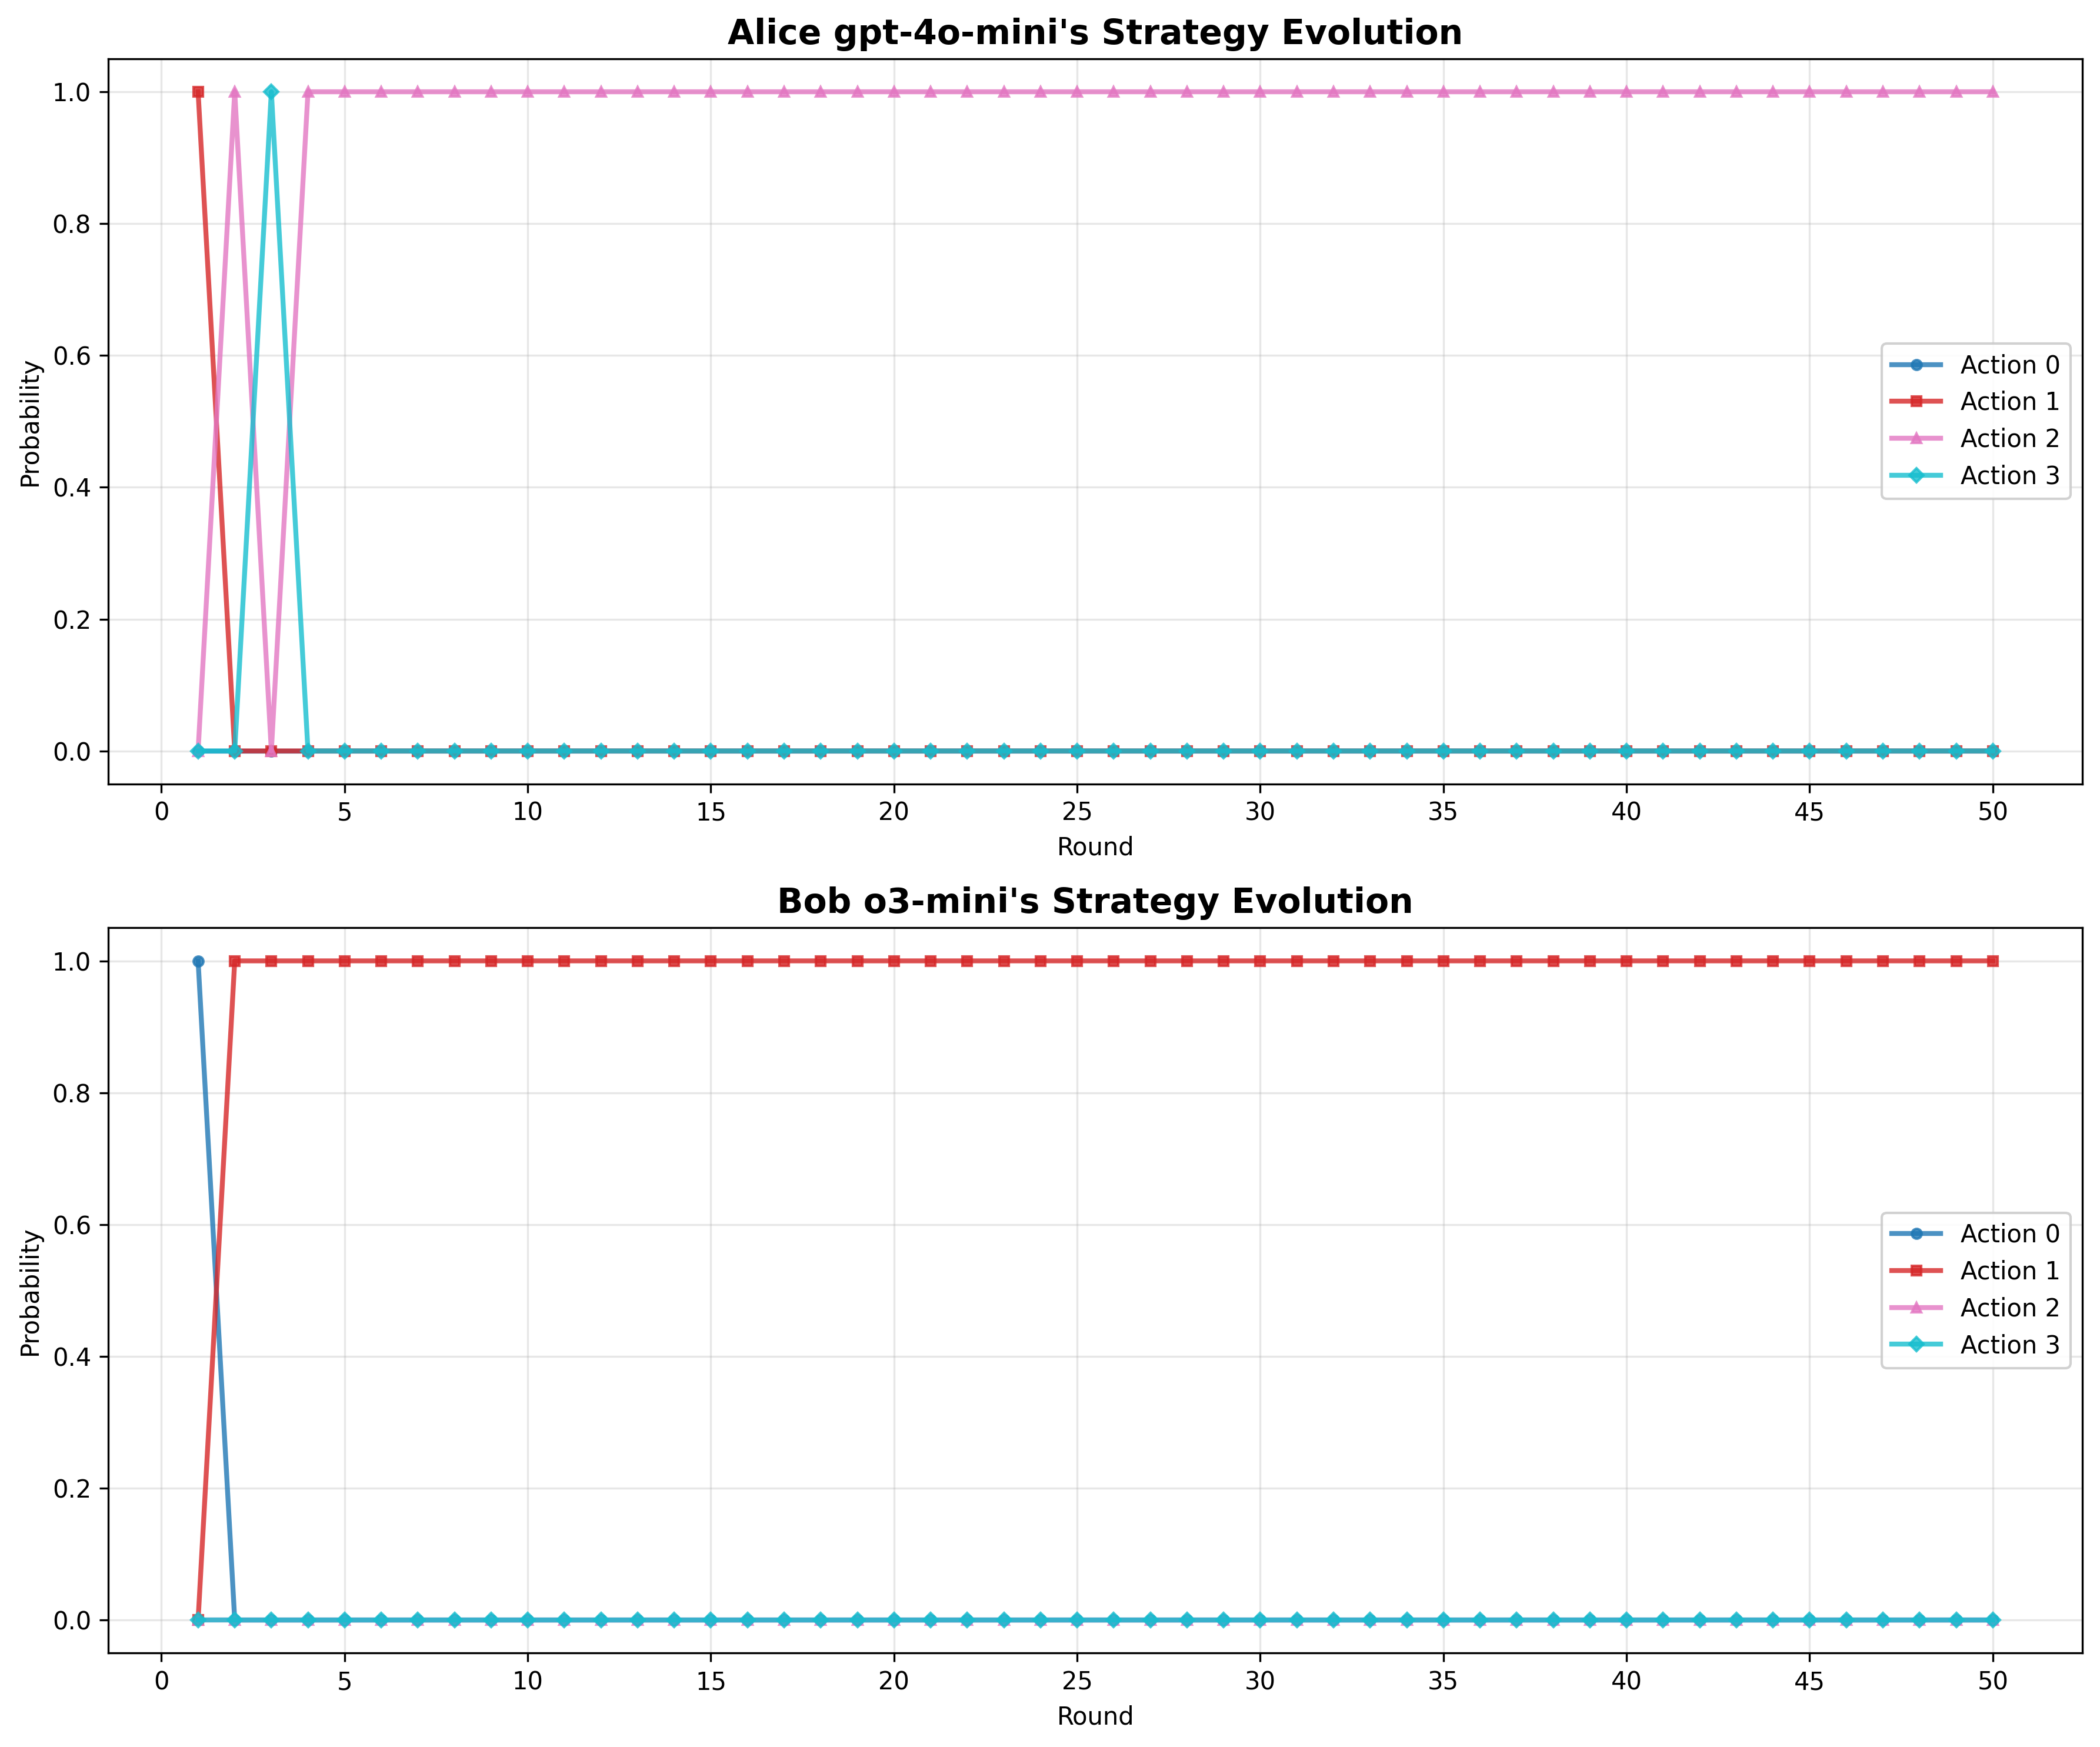 Alice gpt-4o-mini's Strategy Evolution
1.0
0.8
0.6
0.4
0.2
0.0
Probability
Action 0
Action 1
Action 2
Action 3
0 5 10 15 20 25 30 35 40 45 50
Round
Bob o3-mini's Strategy Evolution
1.0
0.8
0.6
0.4
0.2
0.0
Probability
Action 0
Action 1
Action 2
Action 3
0 5 10 15 20 25 30 35 40 45 50
Round